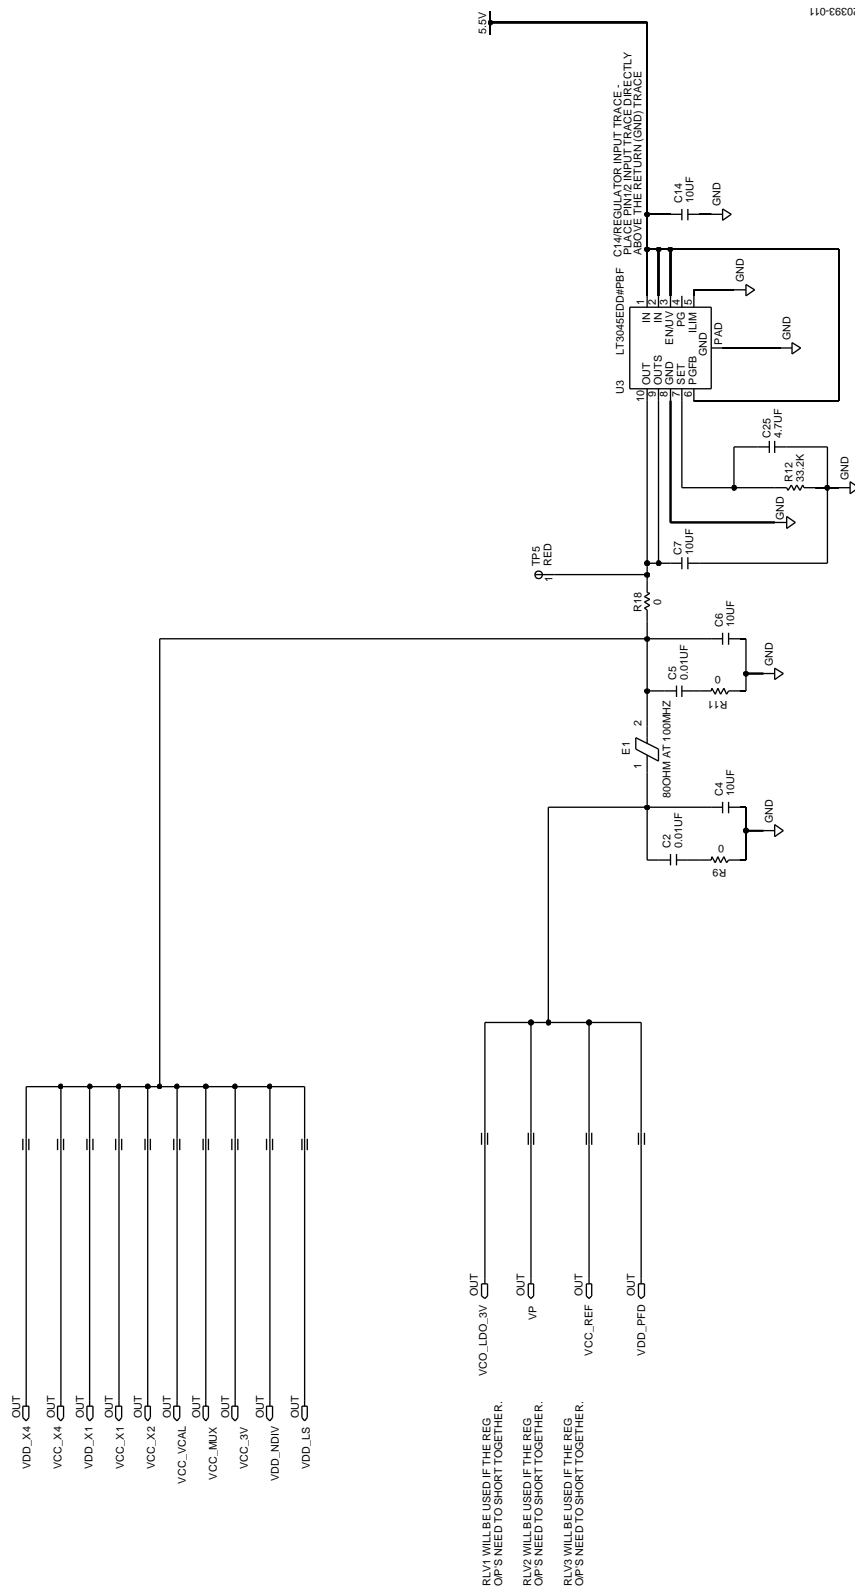 20393-011
5.5V
C14/REGULATOR INPUT TRACE -
PLACE PIN1/2 INPUT TRACE DIRECTLY
ABOVE THE RETURN (GND) TRACE
C14
10UF
GND
U3
LT3045EDD#PBF
10
OUT
IN
1
9
OUTS
IN
2
8
GND
EN/UV
3
7
SET
PG
4
6
PGFB
ILIM
5
GND
PAD
GND
GND
C25
4.7UF
R12
33.2K
GND
GND
C7
10UF
TP5
RED
1
R18
0
C6
10UF
C5
0.01UF
R11
0
GND
E1
1
2
80OHM AT 100MHZ
C4
10UF
C2
0.01UF
R9
0
GND
VDD_X4
OUT
VCC_X4
OUT
VDD_X1
OUT
VCC_X1
OUT
VCC_X2
OUT
VCC_VCAL
OUT
VCC_MUX
OUT
VCC_3V
OUT
VDD_NDIV
OUT
VDD_LS
OUT
VCO_LDO_3V
OUT
VP
OUT
VCC_REF
OUT
VDD_PFD
OUT
RLV1 WILL BE USED IF THE REG
O/P'S NEED TO SHORT TOGETHER.
RLV2 WILL BE USED IF THE REG
O/P'S NEED TO SHORT TOGETHER.
RLV3 WILL BE USED IF THE REG
O/P'S NEED TO SHORT TOGETHER.